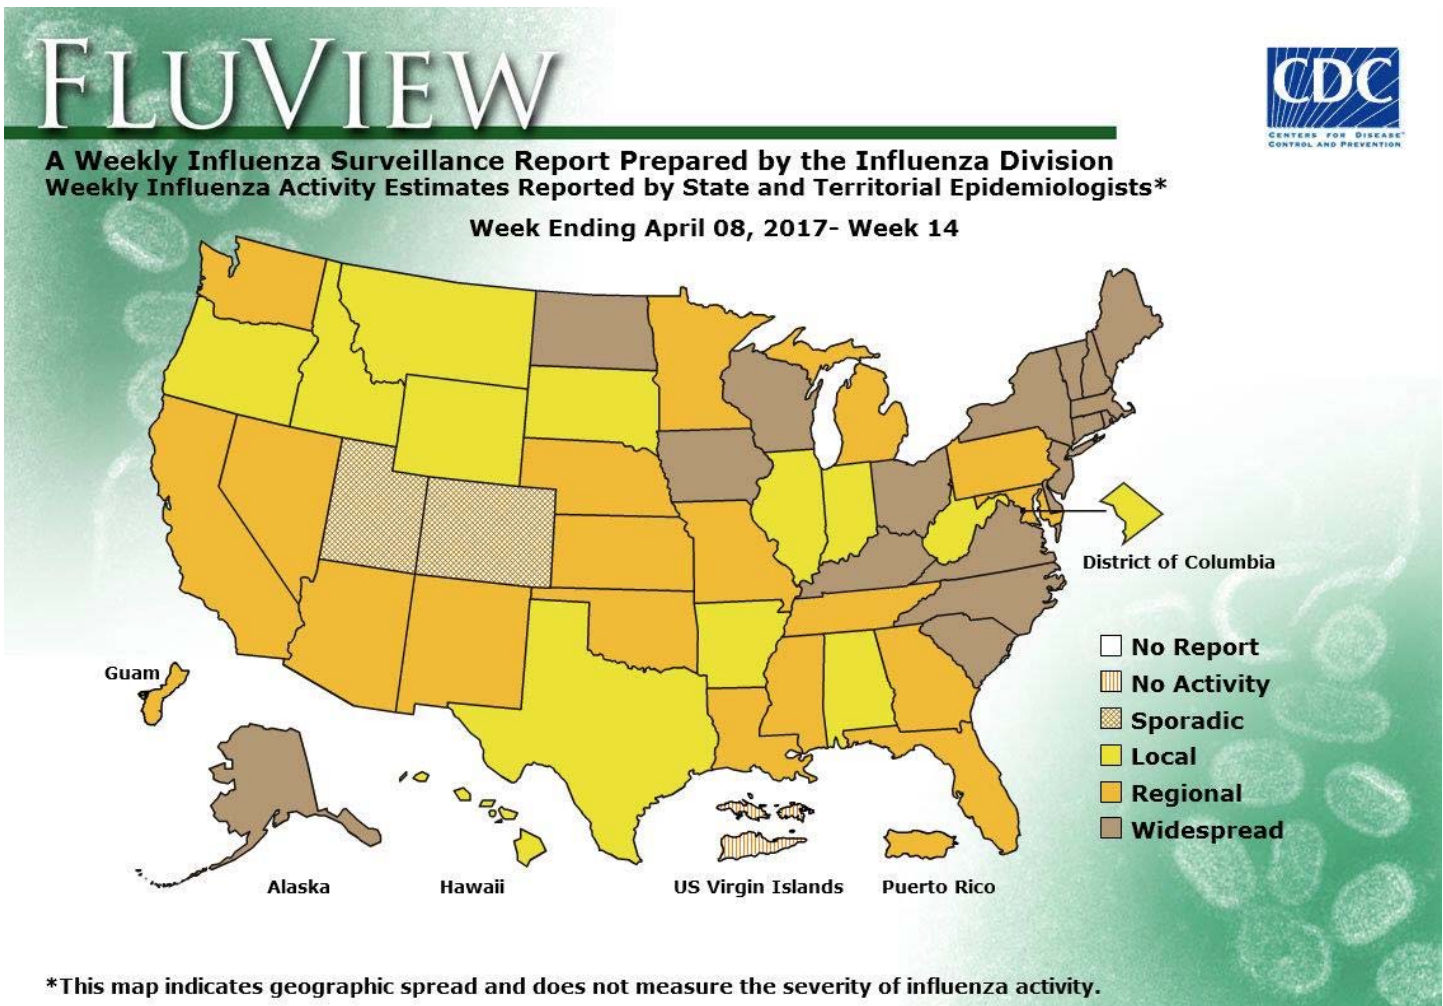 FLUVIEW
CDC
CENTERS FOR DISEASE
CONTROL AND PREVENTION
A Weekly Influenza Surveillance Report Prepared by the Influenza Division
Weekly Influenza Activity Estimates Reported by State and Territorial Epidemiologists*
Week Ending April 08, 2017- Week 14
District of Columbia
No Report
Guam
No Activity
Sporadic
Local
Regional
Widespread
Alaska
Hawaii
US Virgin Islands
Puerto Rico
*This map indicates geographic spread and does not measure the severity of influenza activity.